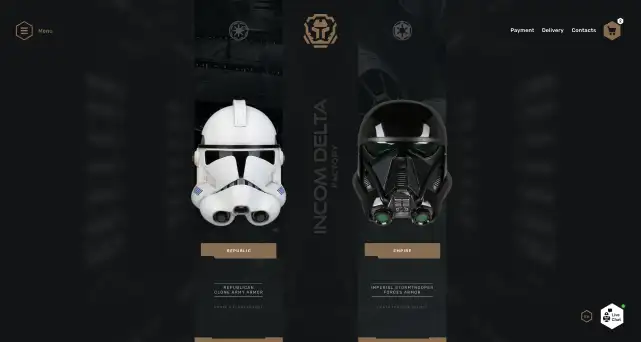 Menu
Payment
Delivery
Contacts
0
INCOM DELTA
FACTORY
REPUBLIC
EMPIRE
REPUBLICAN
CLONE ARMY ARMOR
IMPERIAL STORMTROOPER
FORCES ARMOR
Live
Chat